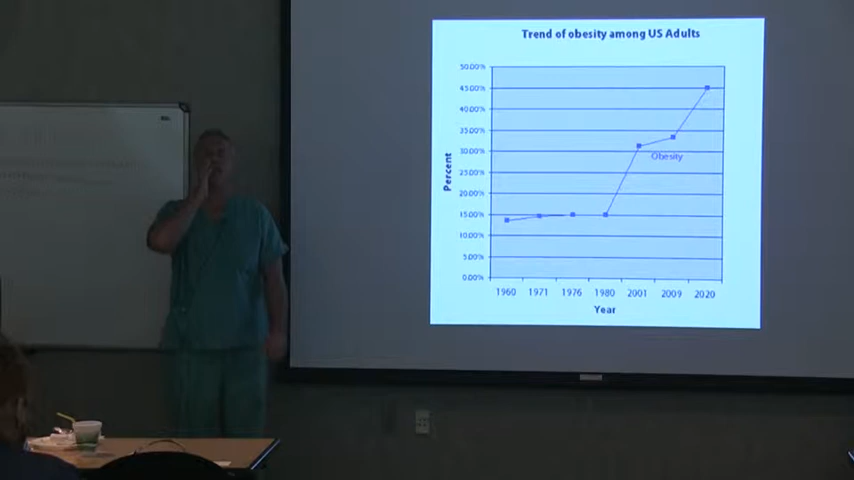 Trend of obesity among US Adults
50.00%
45.00%
40.00%
35.00%
30.00%
25.00%
20.00%
15.00%
10.00%
5.00%
0.00%
Percent
Obesity
1960 1971 1976 1980 2001 2009 2020
Year